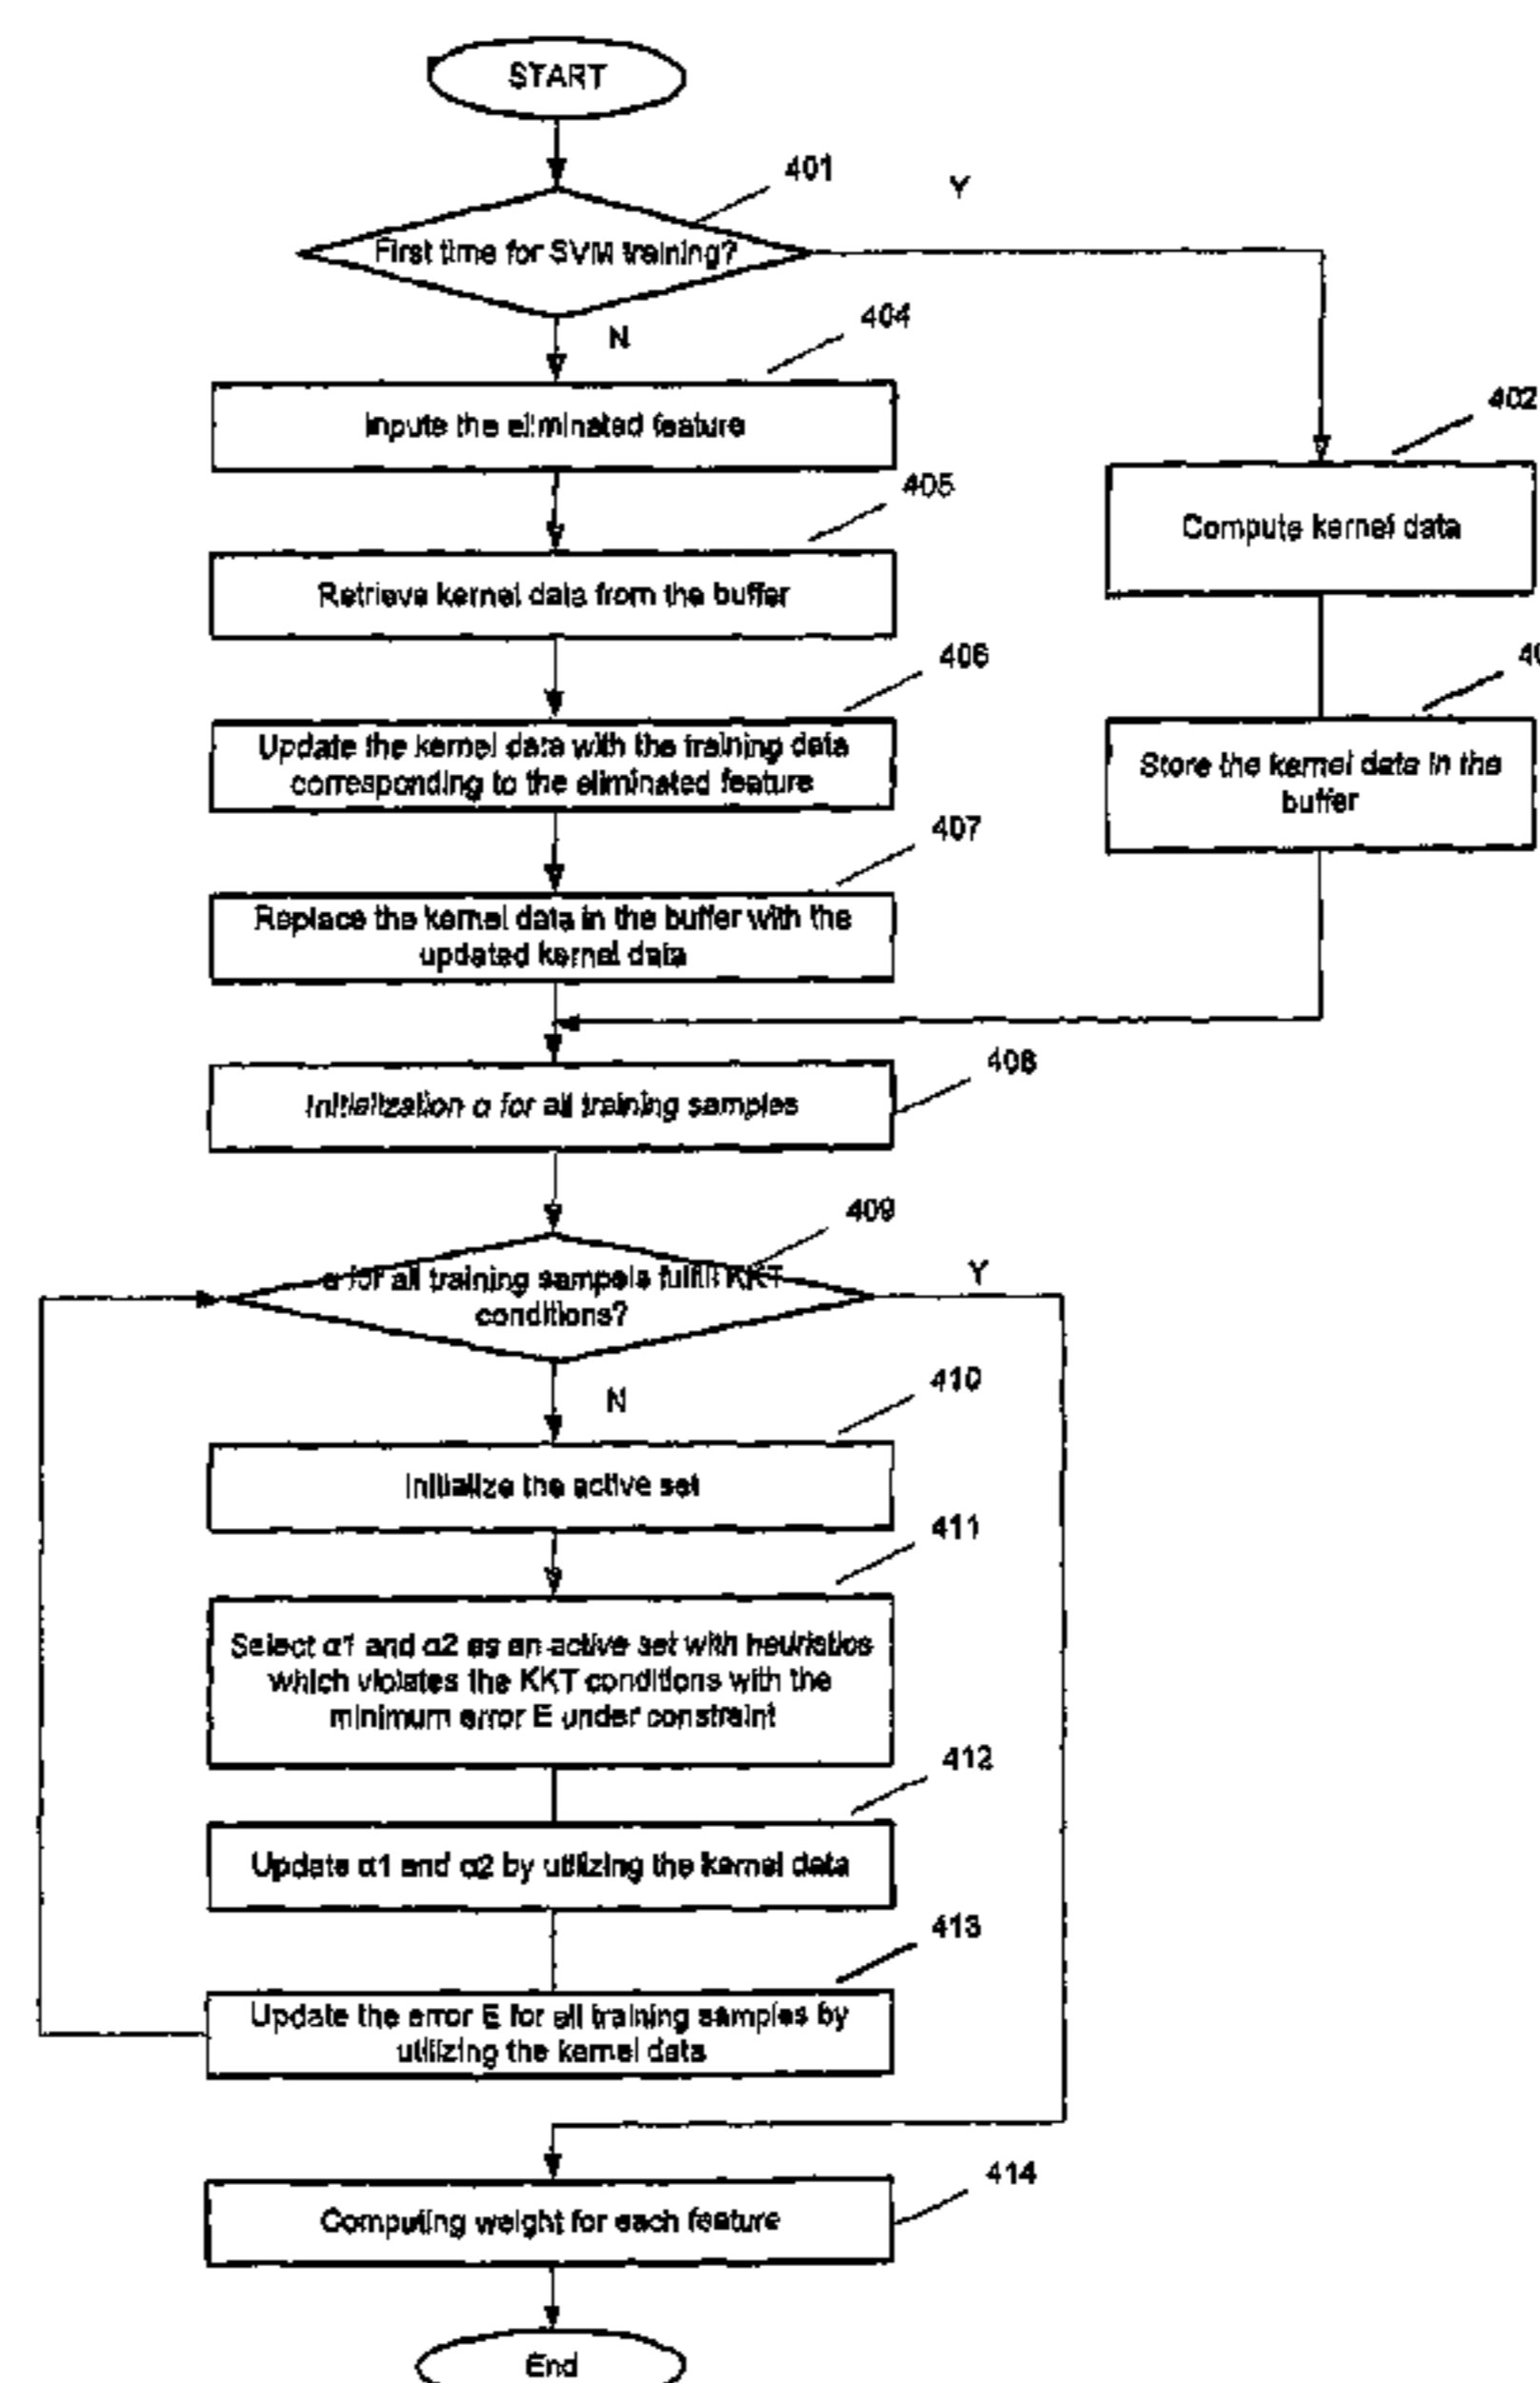 START
401
Y
First time for SVM training?
N
404
Inpute the eliminated feature
402
Compute kernel data
405
Retrieve kernel data from the buffer
406
Update the kernel data with the training data
corresponding to the eliminated feature
Store the kernel data in the
buffer
407
Replace the kernel data in the buffer with the
updated kernel data
408
Initialization α for all training samples
409
α for all training sampels fulfill KKT
conditions?
Y
N
410
Initialize the active set
411
Select α1 and α2 as an active set with heuristics
which violates the KKT conditions with the
minimum error E under constraint
412
Update α1 and α2 by utilizing the kernel data
413
Update the error E for all training samples by
utilizing the kernel data
414
Computing weight for each feature
End